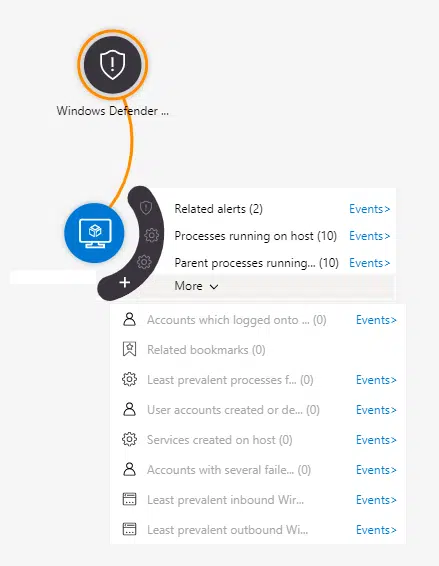 Windows Defender ...
Related alerts (2) Events>
Processes running on host (10) Events>
Parent processes running... (10) Events>
More
Accounts which logged onto ... (0) Events>
Related bookmarks (0)
Least prevalent processes f... (0) Events>
User accounts created or de... (0) Events>
Services created on host (0) Events>
Accounts with several faile... (0) Events>
Least prevalent inbound Wir... Events>
Least prevalent outbound Wi... Events>